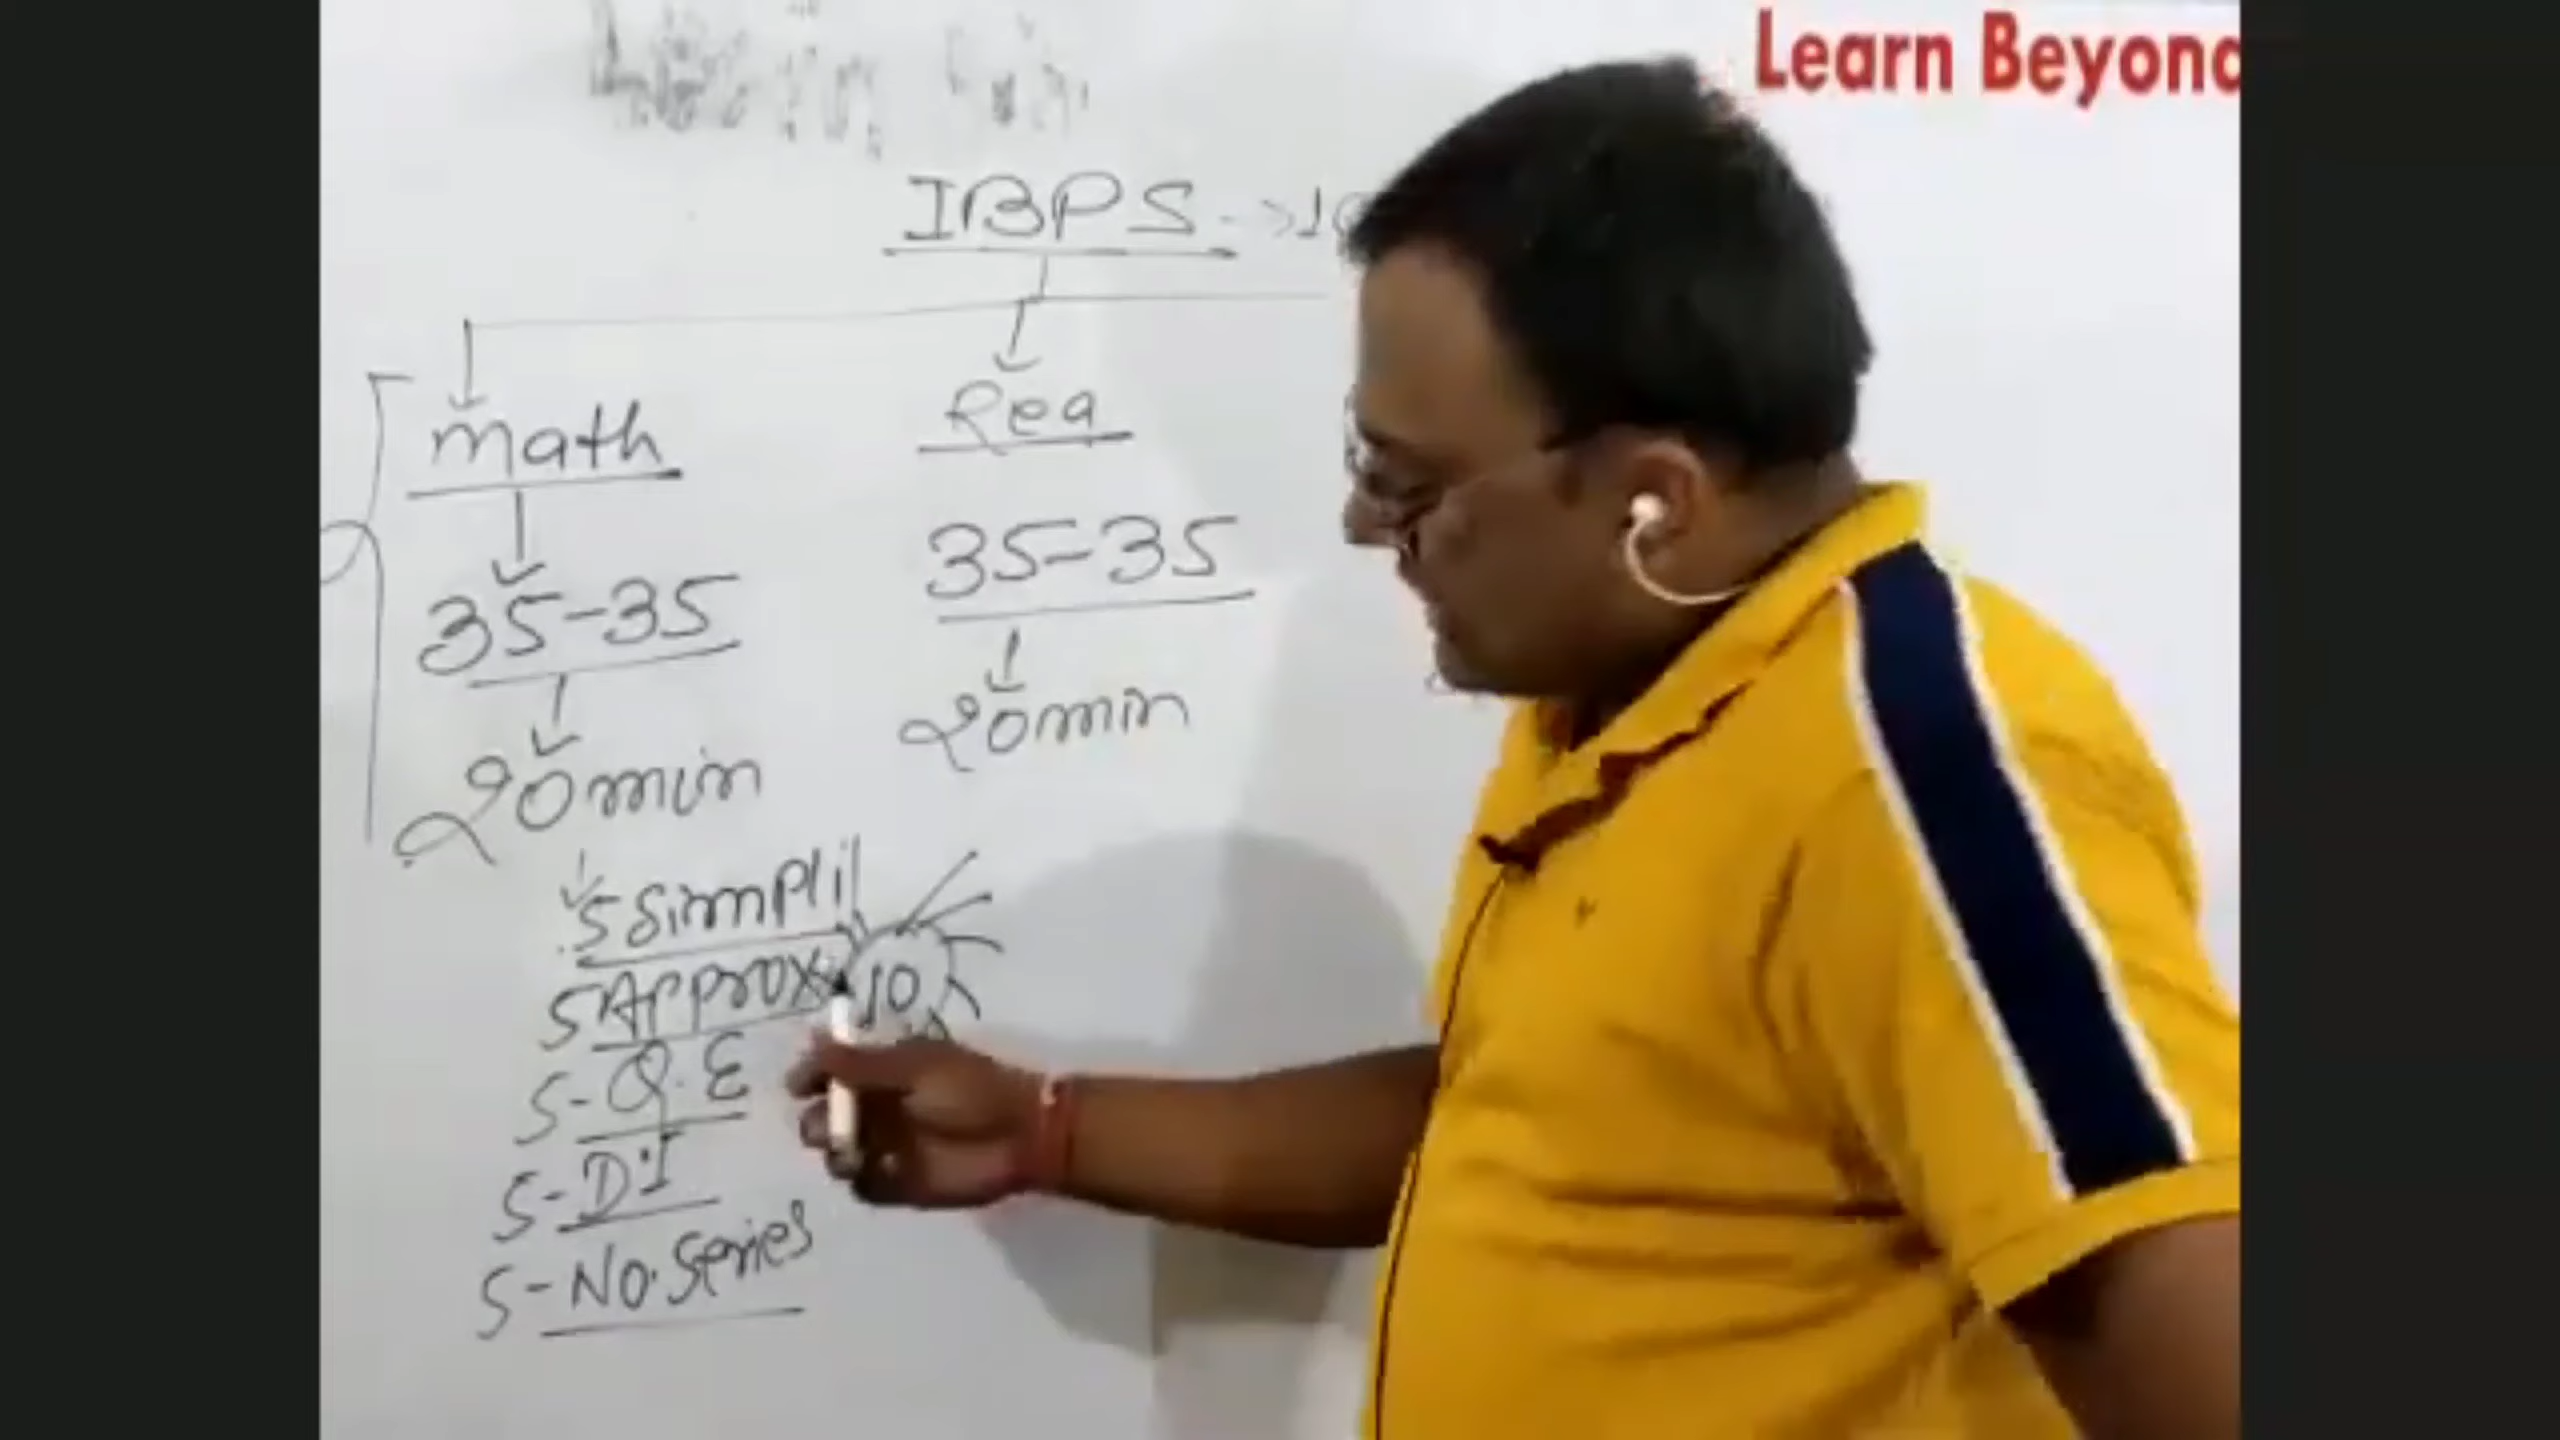 Learn Beyond
IBPS
math
Rea
35-35
35-35
20min
20min
5 Simpli
5 Approx
10
5-Q.E
5-D.I
5-No. Series